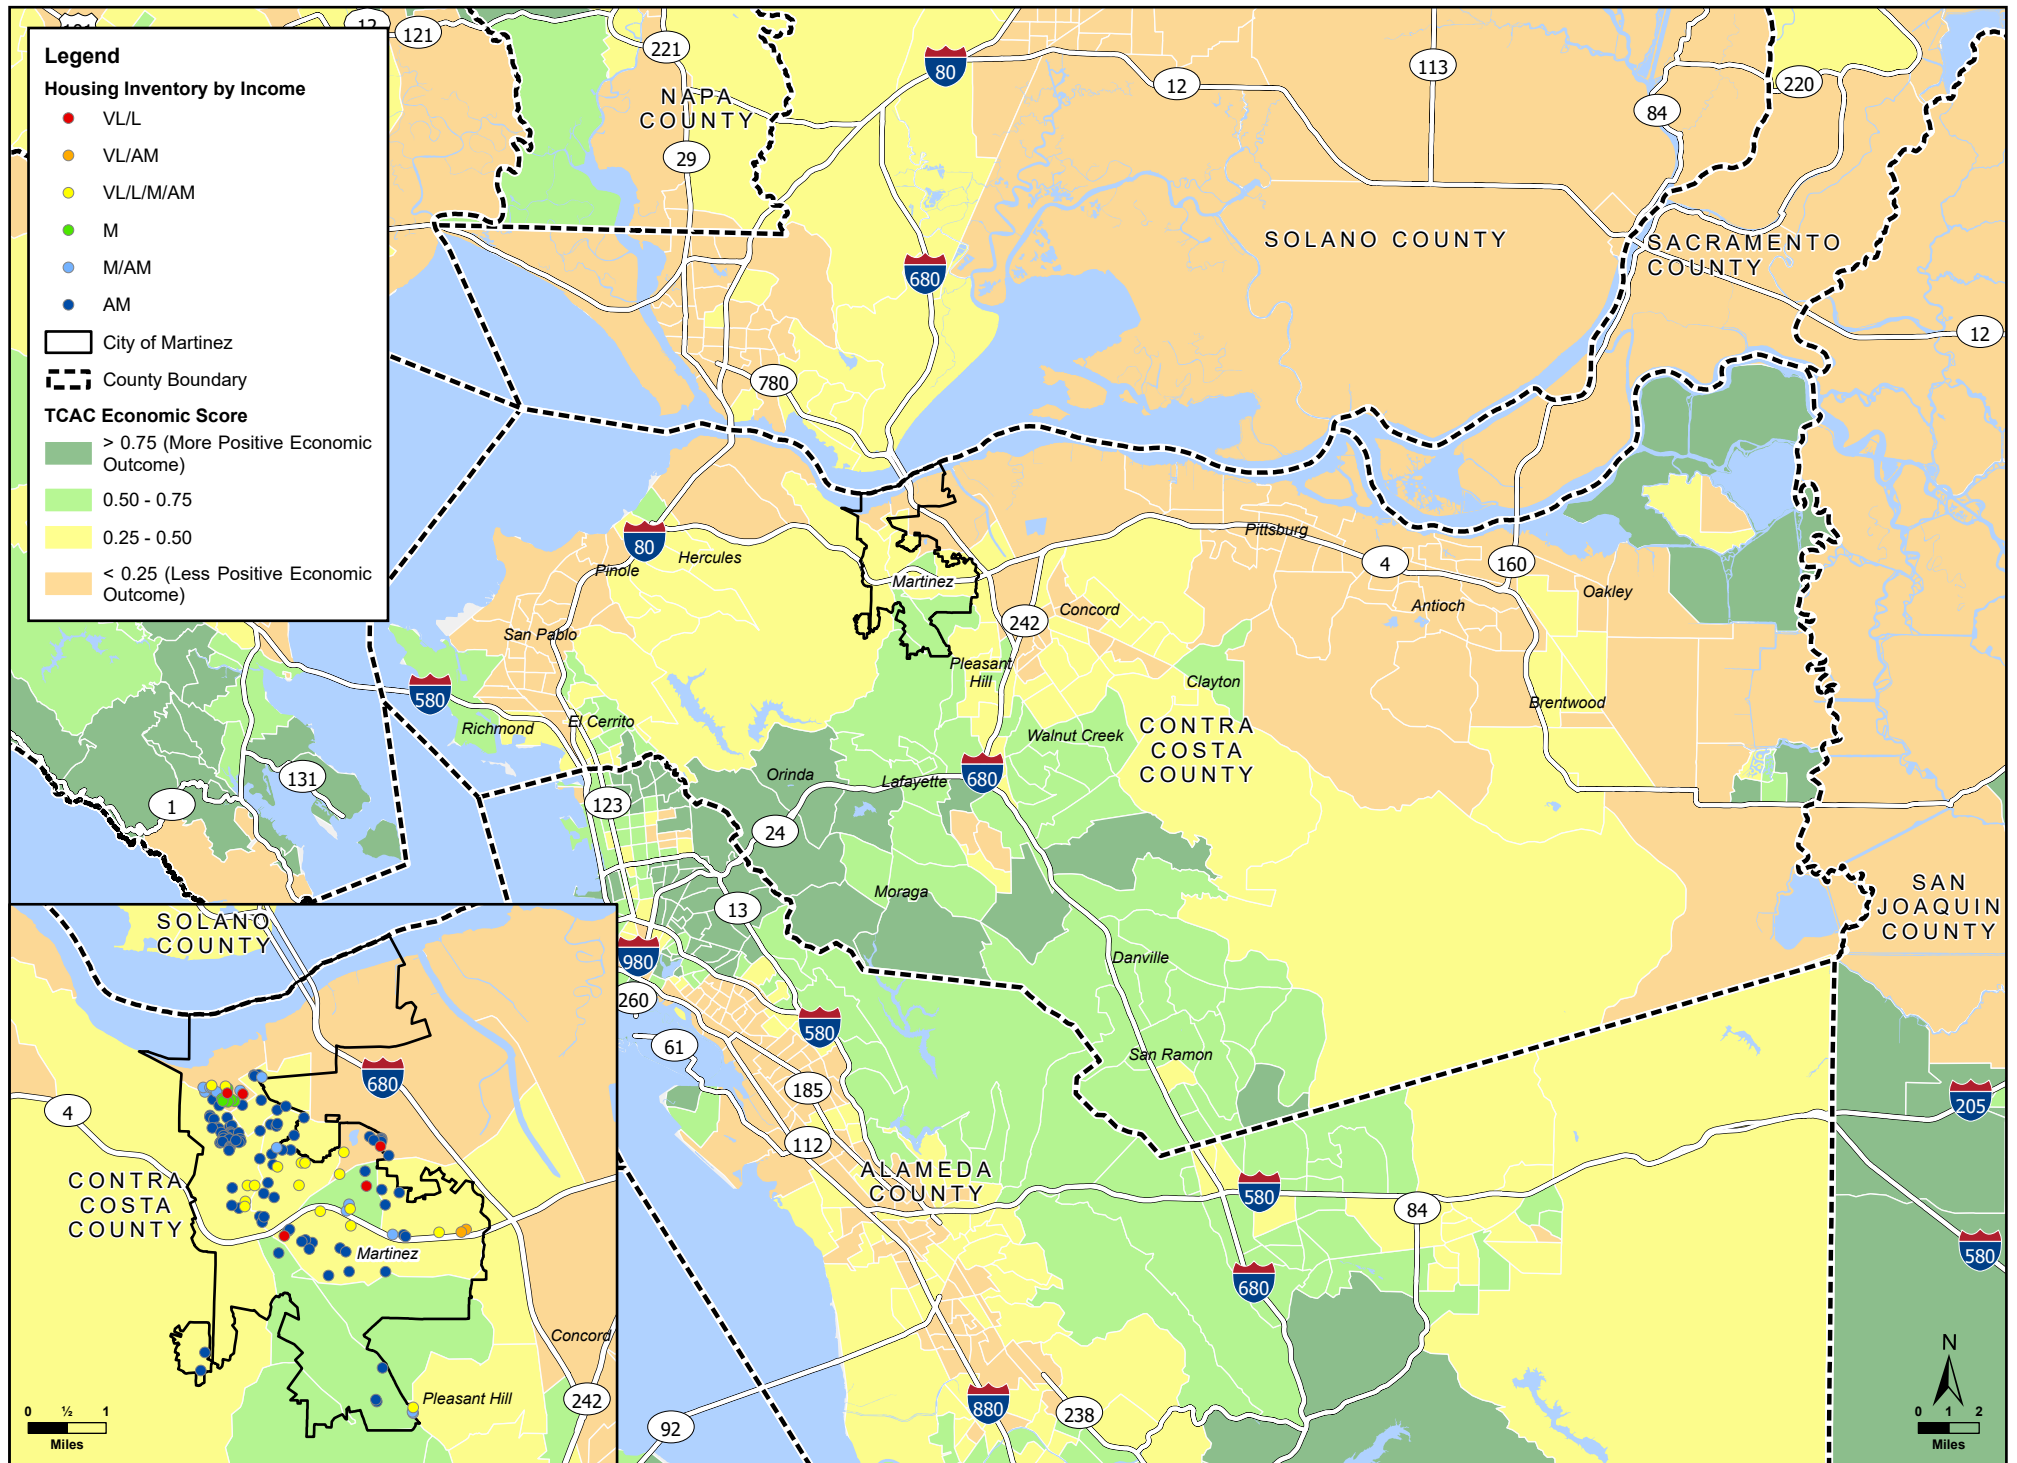 Legend
Housing Inventory by Income
VL/L
VL/AM
VL/L/M/AM
M
M/AM
AM
City of Martinez
County Boundary
TCAC Economic Score
> 0.75 (More Positive Economic
Outcome)
0.50 - 0.75
0.25 - 0.50
< 0.25 (Less Positive Economic
Outcome)
12
121
221
80
12
113
84
220
NAPA
COUNTY
29
SOLANO COUNTY
SACRAMENTO
COUNTY
680
12
780
80
Hercules
Pinole
Martinez
Pittsburg
4
160
Oakley
Antioch
Concord
242
San Pablo
Pleasant
Hill
Clayton
580
Richmond
El Cerrito
Brentwood
Walnut Creek
CONTRA
COSTA
COUNTY
131
1
Orinda
Lafayette
680
123
24
Moraga
13
SAN
JOAQUIN
COUNTY
980
Danville
260
580
61
San Ramon
185
205
112
ALAMEDA
COUNTY
580
84
580
680
880
238
92
N
0 1 2
Miles
SOLANO
COUNTY
680
4
CONTRA
COSTA
COUNTY
Martinez
Concord
Pleasant Hill
242
0 ½ 1
Miles